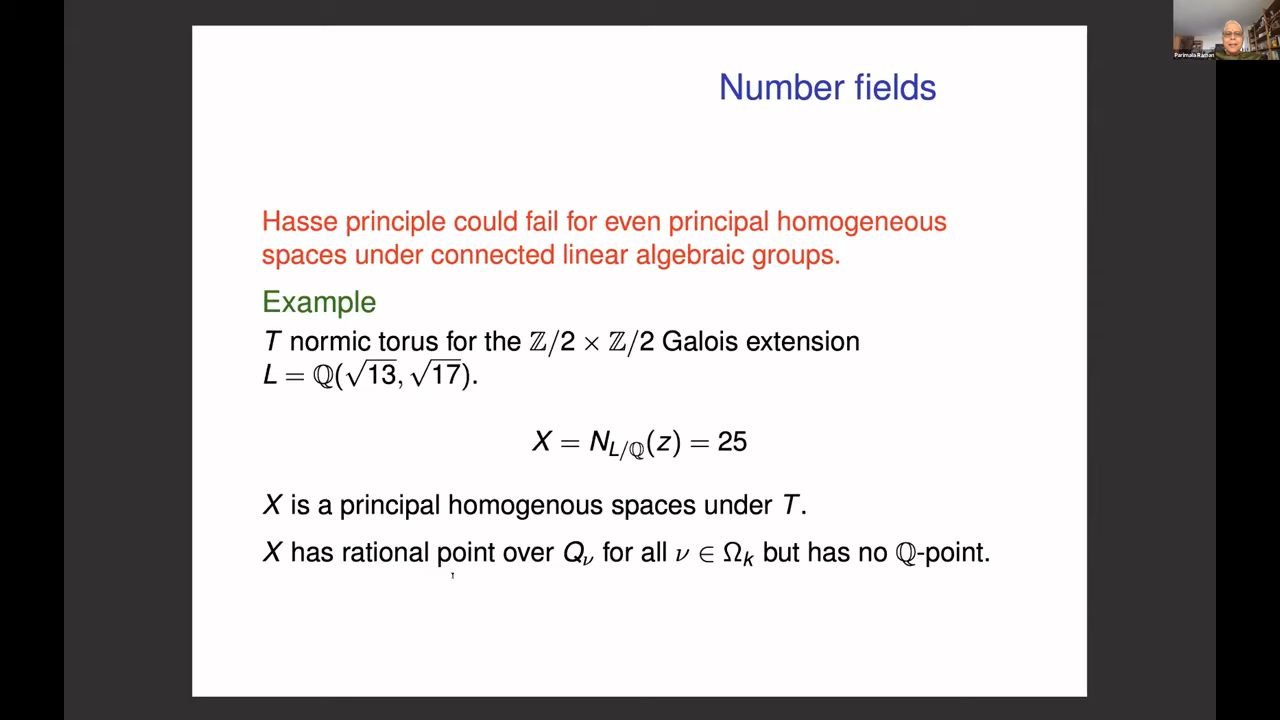 Number fields
Hasse principle could fail for even principal homogeneous
spaces under connected linear algebraic groups.
Example
T normic torus for the ℤ/2 × ℤ/2 Galois extension
L = ℚ(√13, √17).
X = N_{L/ℚ}(z) = 25
X is a principal homogenous spaces under T.
X has rational point over Q_ν for all ν ∈ Ω_k but has no ℚ-point.
Parimala Raman